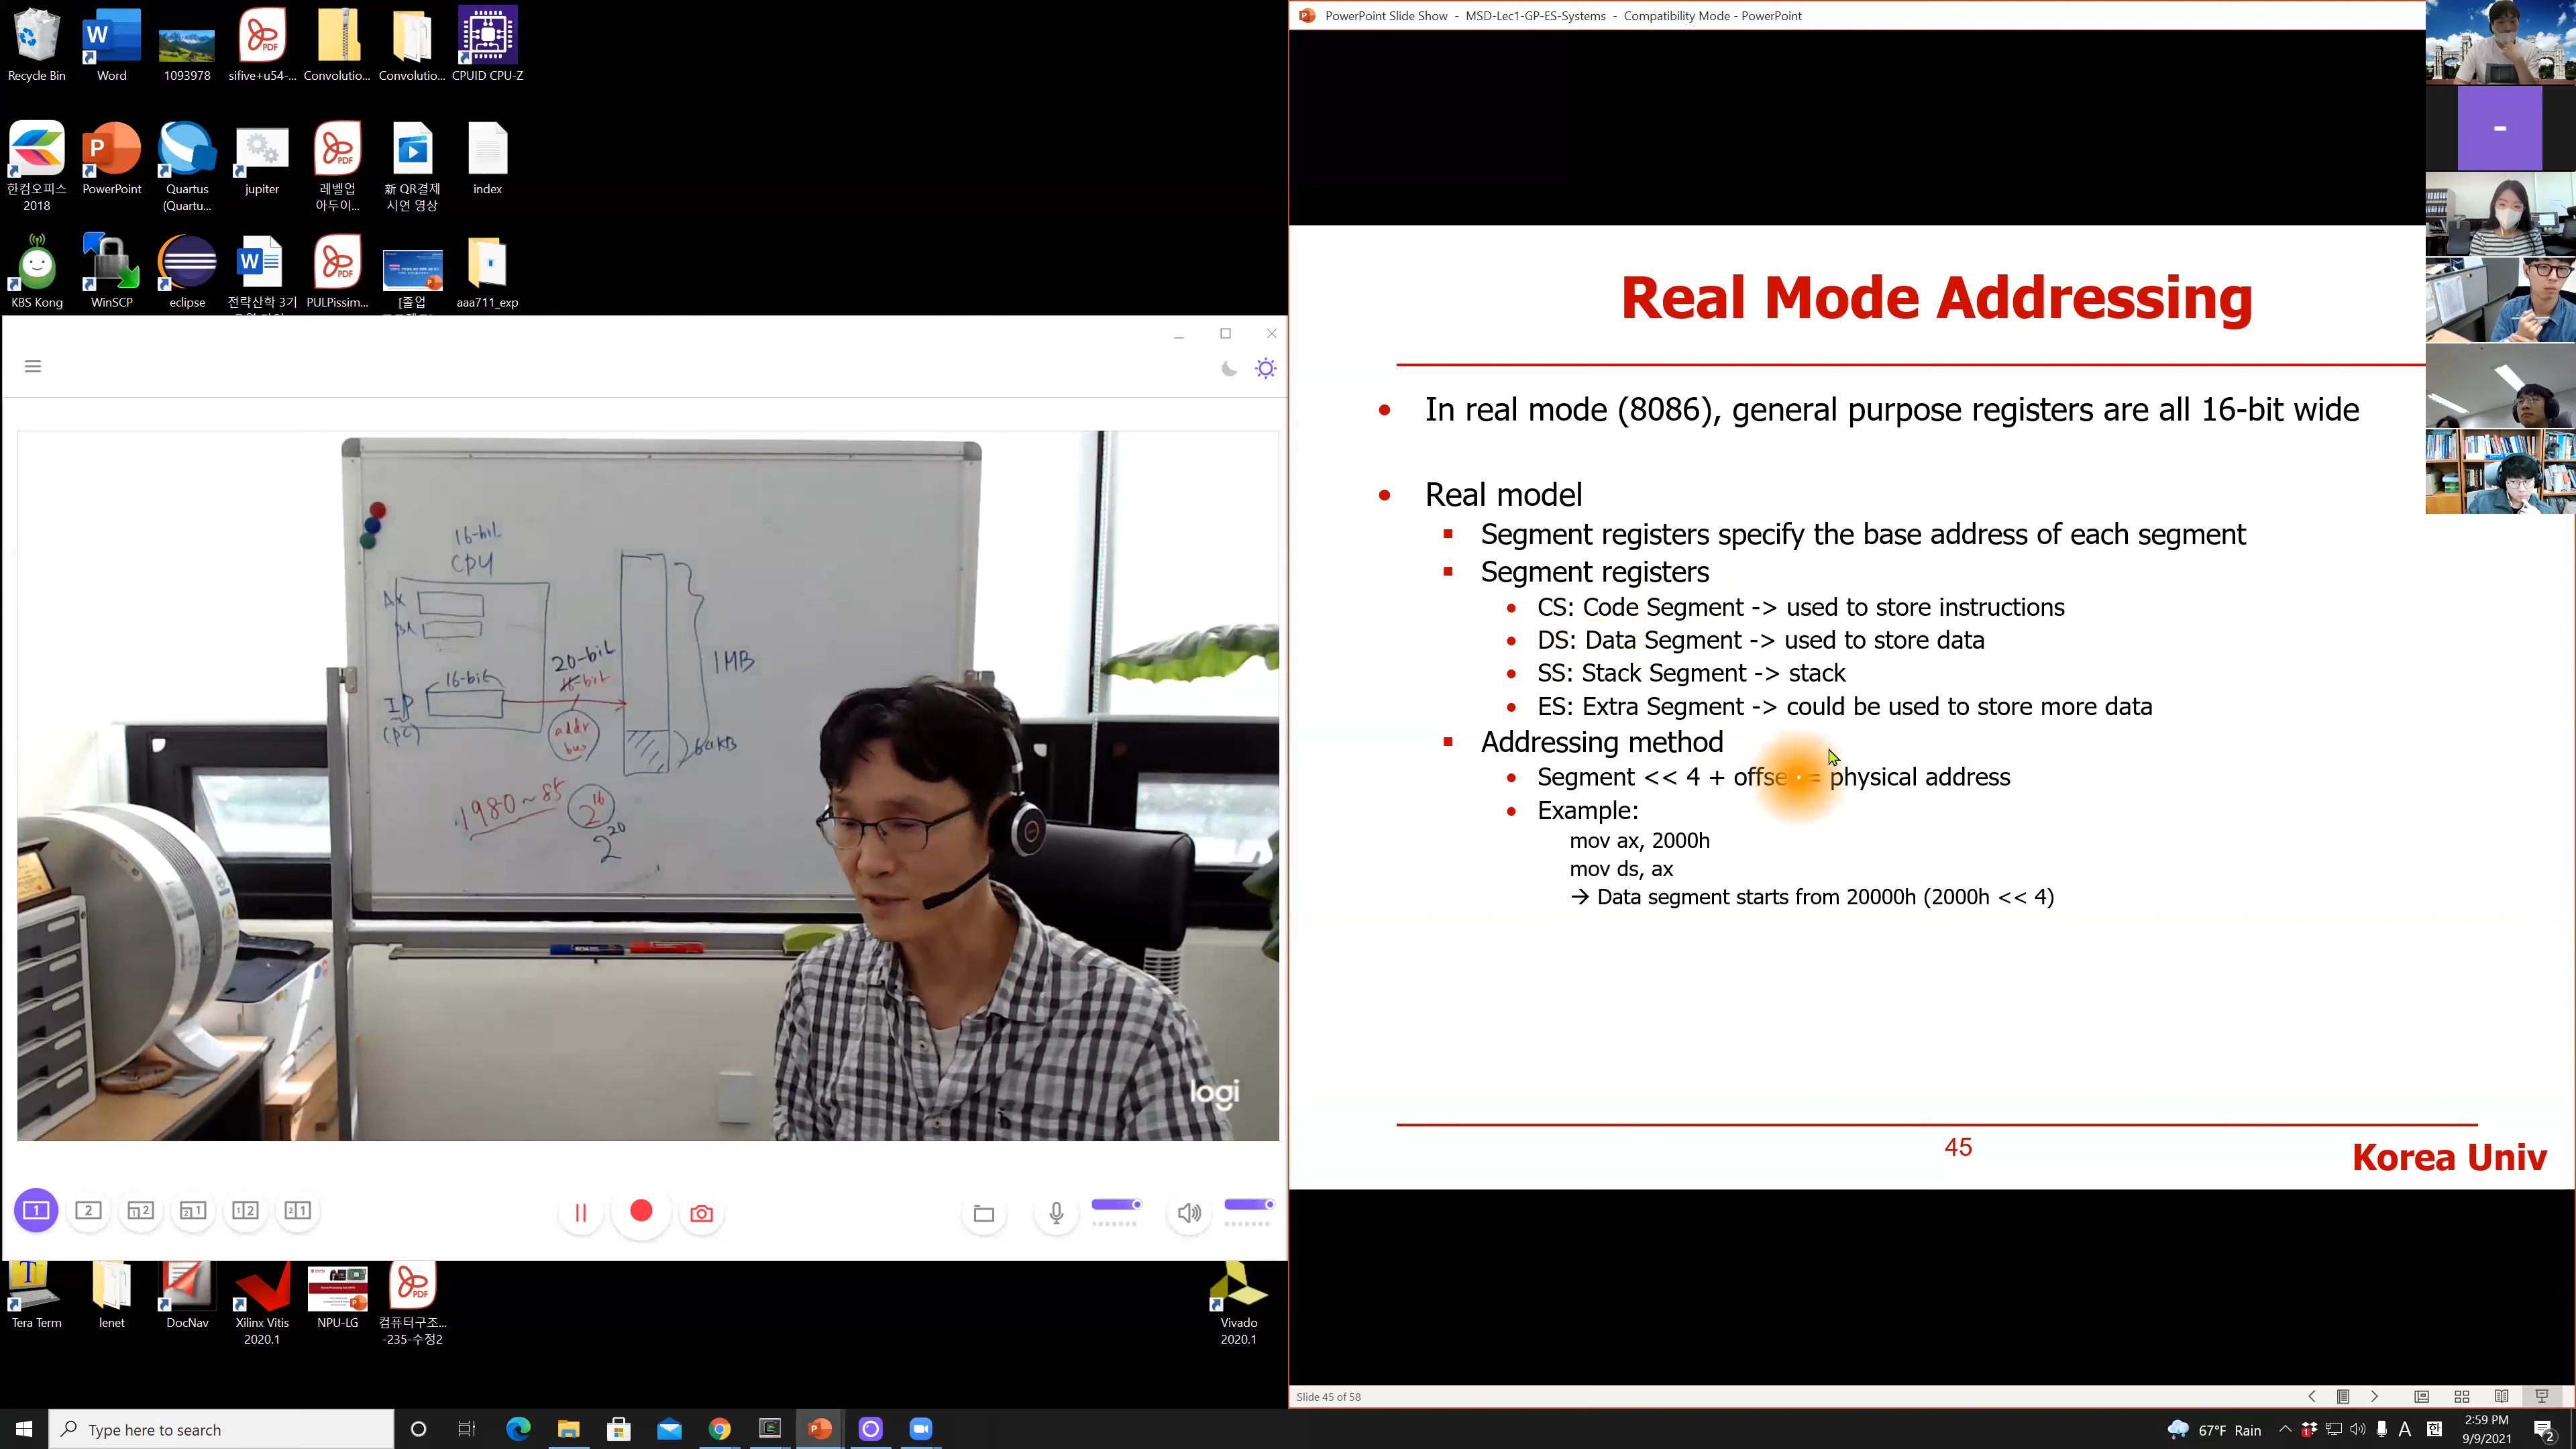 Recycle Bin
Word
1093978
sifive+u54-...
Convolutio...
Convolutio...
CPUID CPU-Z
한컴오피스
2018
PowerPoint
Quartus
(Quartu...
jupiter
레벨업
아두이...
新 QR결제
시연 영상
index
KBS Kong
WinSCP
eclipse
전략산학 3기
PULPissim...
[졸업
aaa711_exp
16-bit
CPU
AX
BX
16-bit
IP
(PC)
20-bit
16-bit
addr
bus
1MB
64KB
1980~85
2^16
2^20
logi
1
2
Tera Term
lenet
DocNav
Xilinx Vitis
2020.1
NPU-LG
컴퓨터구조...
-235-수정2
Vivado
2020.1
PowerPoint Slide Show - MSD-Lec1-GP-ES-Systems - Compatibility Mode - PowerPoint
Real Mode Addressing
• In real mode (8086), general purpose registers are all 16-bit wide
• Real model
▪ Segment registers specify the base address of each segment
▪ Segment registers
• CS: Code Segment -> used to store instructions
• DS: Data Segment -> used to store data
• SS: Stack Segment -> stack
• ES: Extra Segment -> could be used to store more data
▪ Addressing method
• Segment << 4 + offse = physical address
• Example:
mov ax, 2000h
mov ds, ax
→ Data segment starts from 20000h (2000h << 4)
45
Korea Univ
Slide 45 of 58
Type here to search
67°F Rain
A
한
2:59 PM
9/9/2021
2